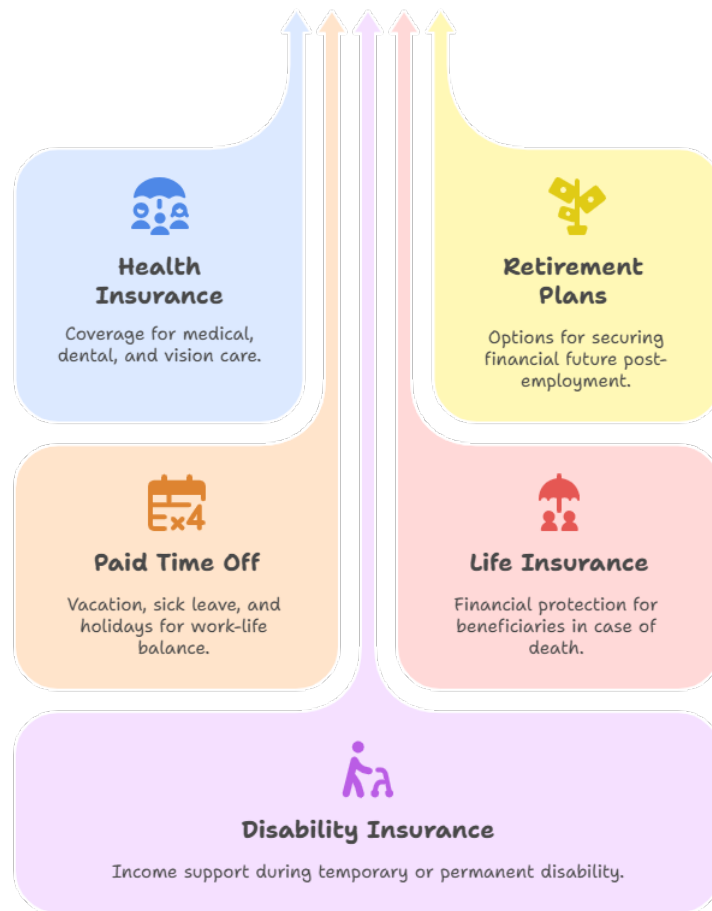 Health
Insurance
Coverage for medical,
dental, and vision care.
Retirement
Plans
Options for securing
financial future post-
employment.
x4
Paid Time Off
Vacation, sick leave, and
holidays for work-life
balance.
Life Insurance
Financial protection for
beneficiaries in case of
death.
Disability Insurance
Income support during temporary or permanent disability.